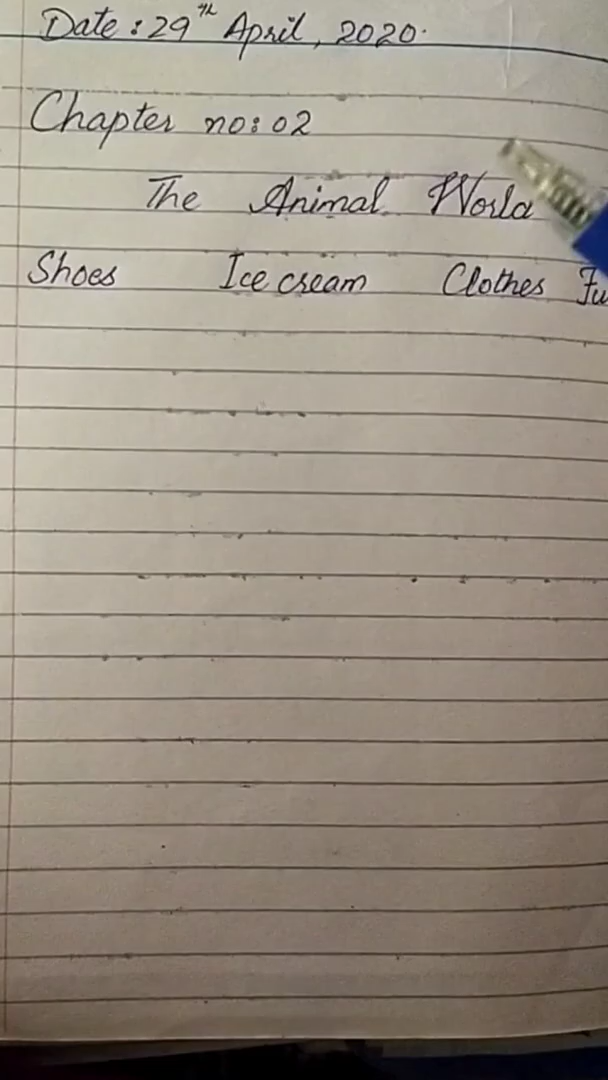 Date : 29th April, 2020.
Chapter no: 02
The Animal World
Shoes Ice cream Clothes